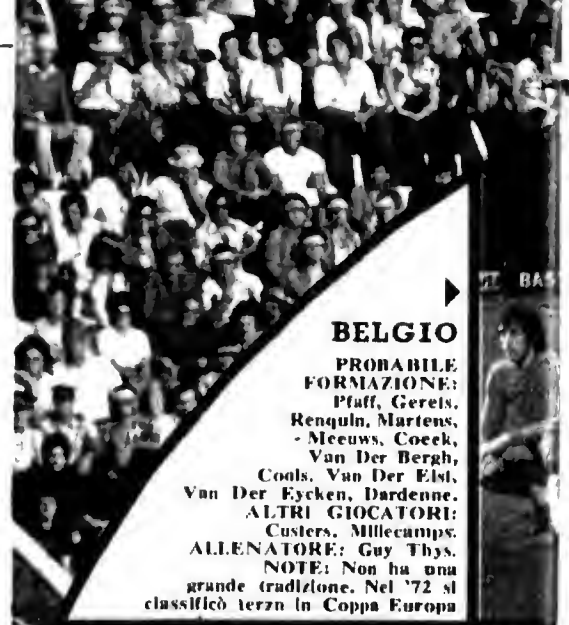 BAS
BELGIO
PROBABILE
FORMAZIONE:
Pfaff, Gerets,
Renquin, Martens,
- Meeuws, Coeck,
Van Der Bergh,
Cools, Van Der Elst,
Van Der Eycken, Dardenne.
ALTRI GIOCATORI:
Custers, Millecamps.
ALLENATORE: Guy Thys.
NOTE: Non ha una
grande tradizione. Nel '72 si
classificò terzo in Coppa Europa